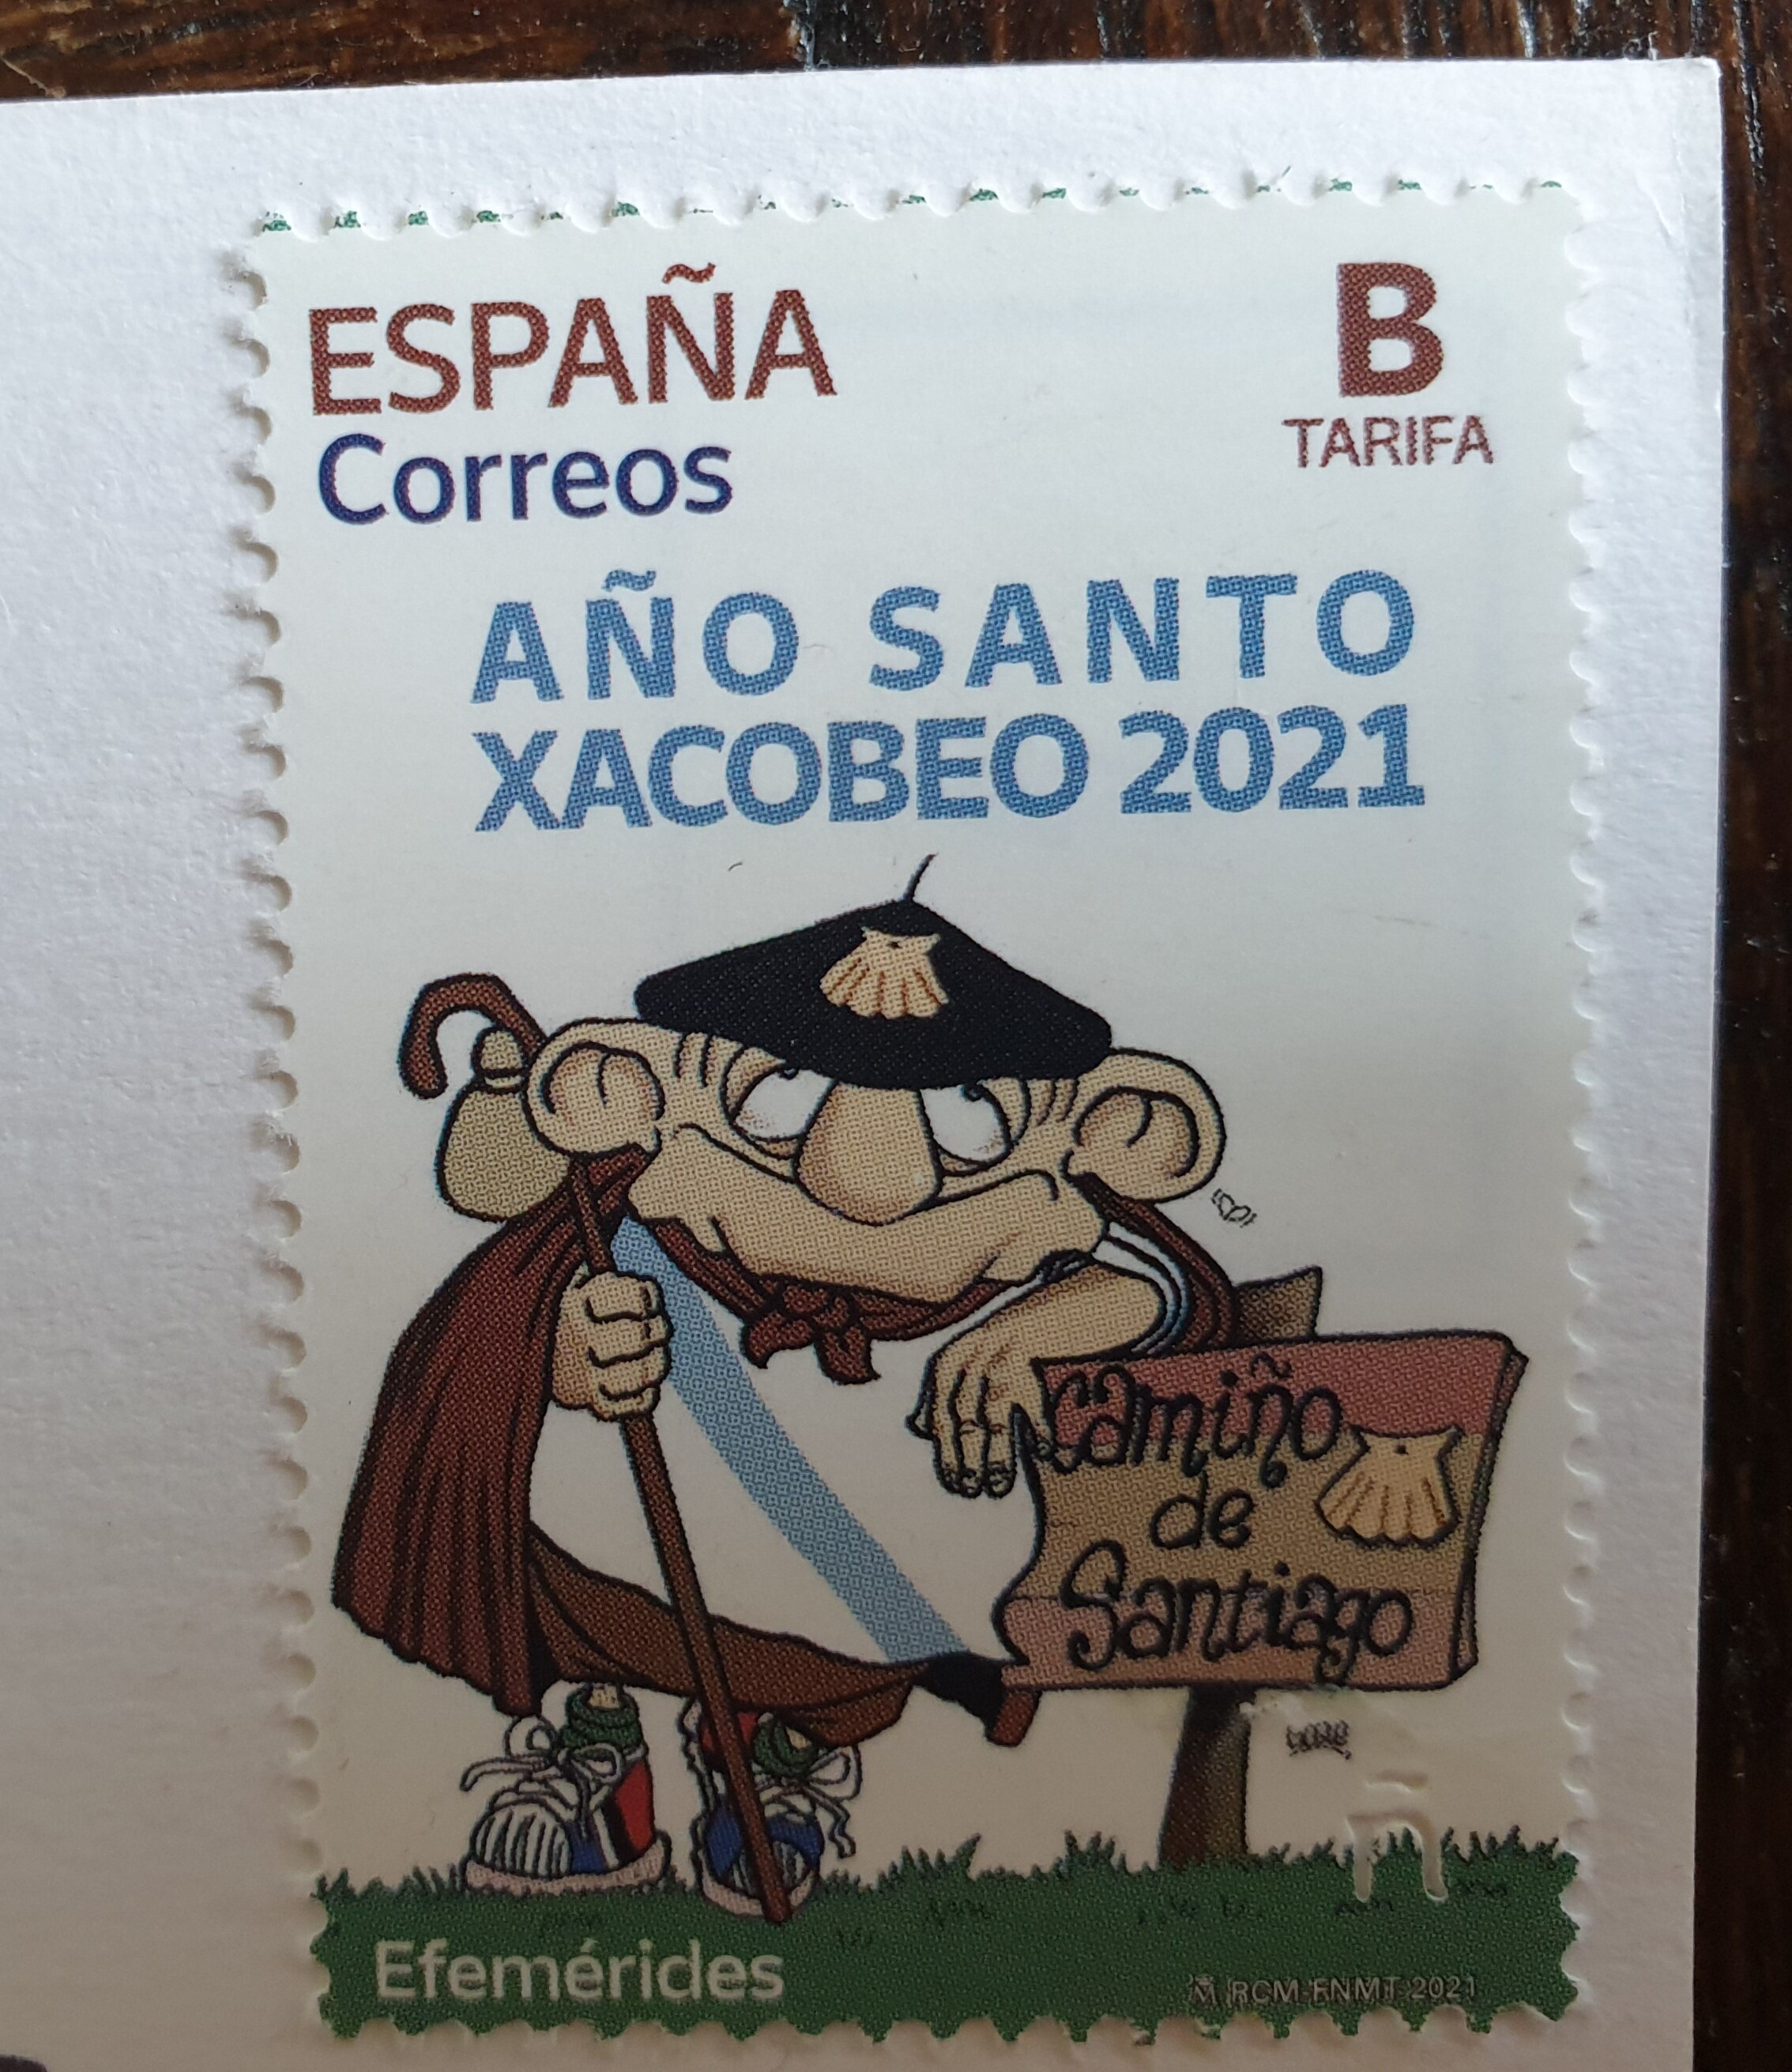 ESPAÑA
Correos
B
TARIFA
AÑO SANTO
XACOBEO 2021
Camiño
de
Santiago
Ñ
Efemérides
RCM-FNMT 2021